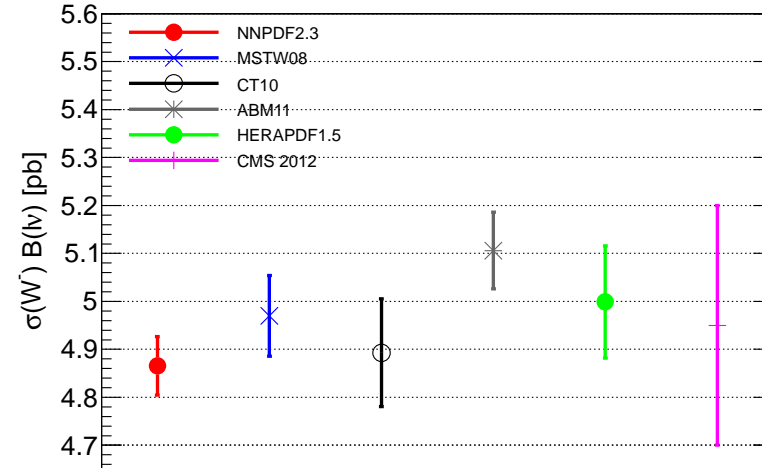 5.6
5.5
5.4
5.3
5.2
5.1
5
4.9
4.8
4.7
σ(W⁻) B(lν) [pb]
NNPDF2.3
MSTW08
CT10
ABM11
HERAPDF1.5
CMS 2012